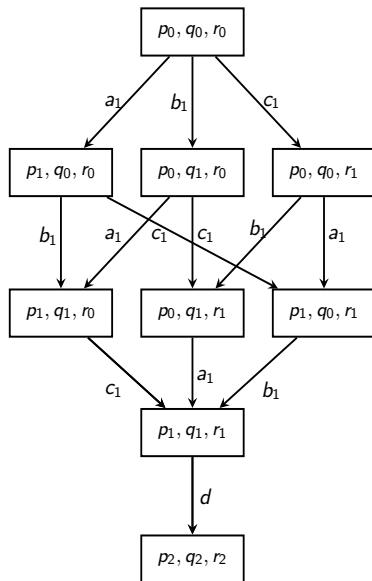 p₀, q₀, r₀
a₁ b₁ c₁
p₁, q₀, r₀ p₀, q₁, r₀ p₀, q₀, r₁
b₁ a₁ c₁ c₁ b₁ a₁
p₁, q₁, r₀ p₀, q₁, r₁ p₁, q₀, r₁
c₁ a₁ b₁
p₁, q₁, r₁
d
p₂, q₂, r₂